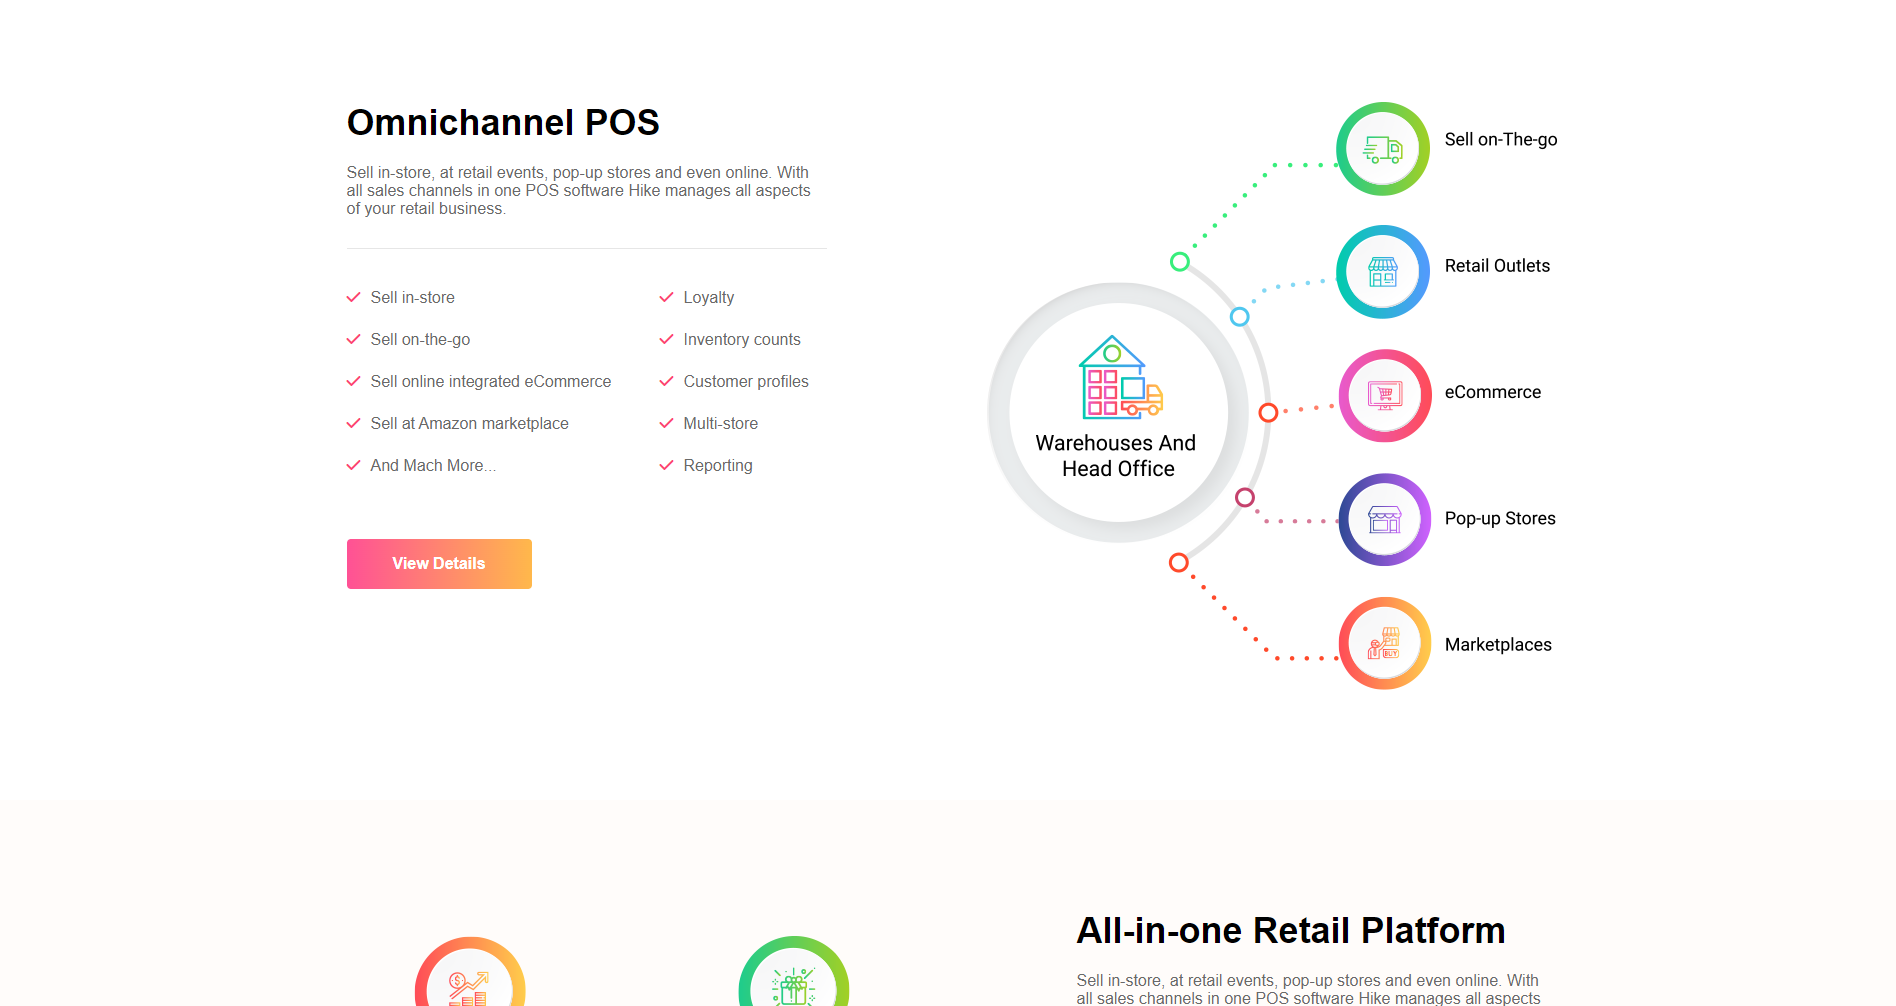 Omnichannel POS
Sell in-store, at retail events, pop-up stores and even online. With
all sales channels in one POS software Hike manages all aspects
of your retail business.
Sell in-store
Sell on-the-go
Sell online integrated eCommerce
Sell at Amazon marketplace
And Mach More...
Loyalty
Inventory counts
Customer profiles
Multi-store
Reporting
View Details
Warehouses And
Head Office
Sell on-The-go
Retail Outlets
eCommerce
Pop-up Stores
BUY
Marketplaces
All-in-one Retail Platform
Sell in-store, at retail events, pop-up stores and even online. With
all sales channels in one POS software Hike manages all aspects